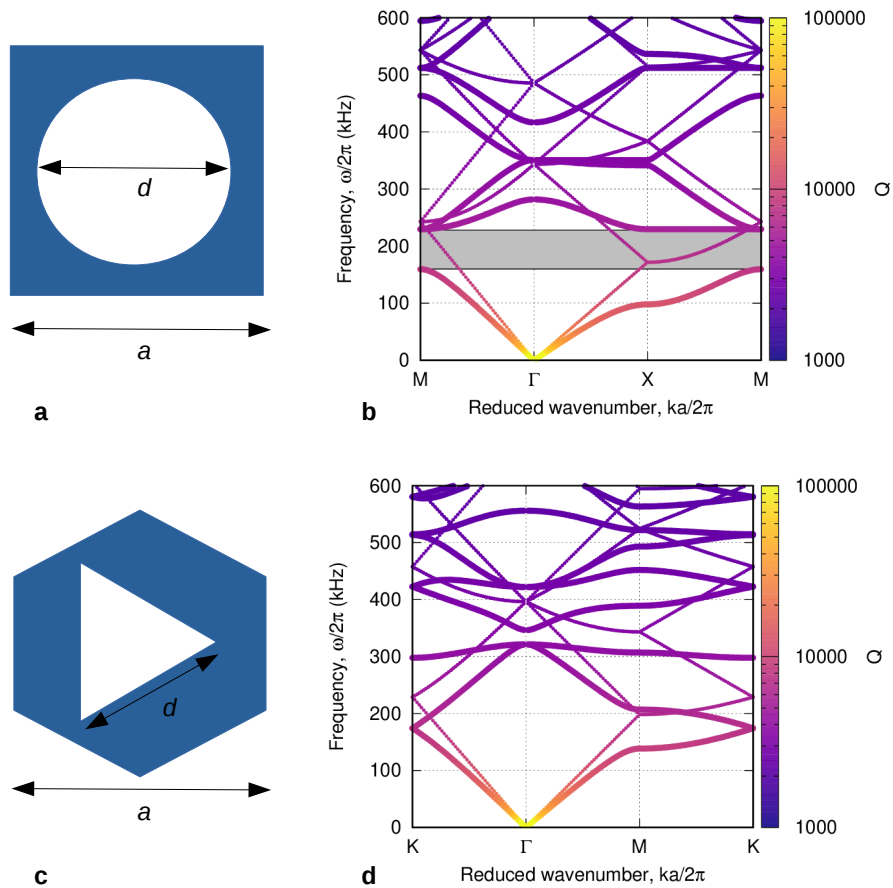 d
a
a
600
500
400
300
200
100
0
Frequency, ω/2π (kHz)
M
Γ
X
M
Reduced wavenumber, ka/2π
100000
10000
1000
Q
b
d
a
c
600
500
400
300
200
100
0
Frequency, ω/2π (kHz)
K
Γ
M
K
Reduced wavenumber, ka/2π
100000
10000
1000
Q
d